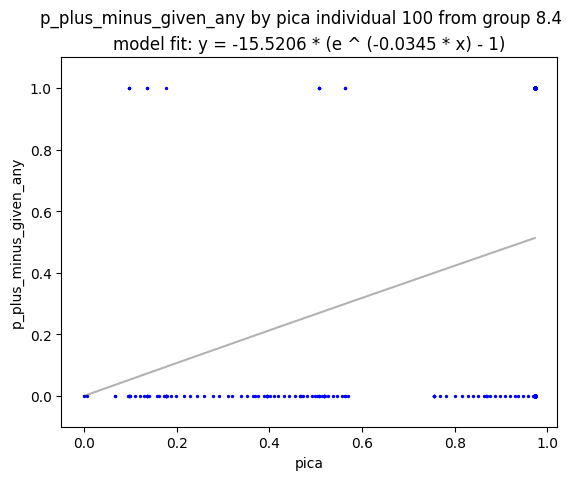 p_plus_minus_given_any by pica individual 100 from group 8.4
model fit: y = -15.5206 * (e ^ (-0.0345 * x) - 1)
p_plus_minus_given_any
1.0
0.8
0.6
0.4
0.2
0.0
0.0 0.2 0.4 0.6 0.8 1.0
pica